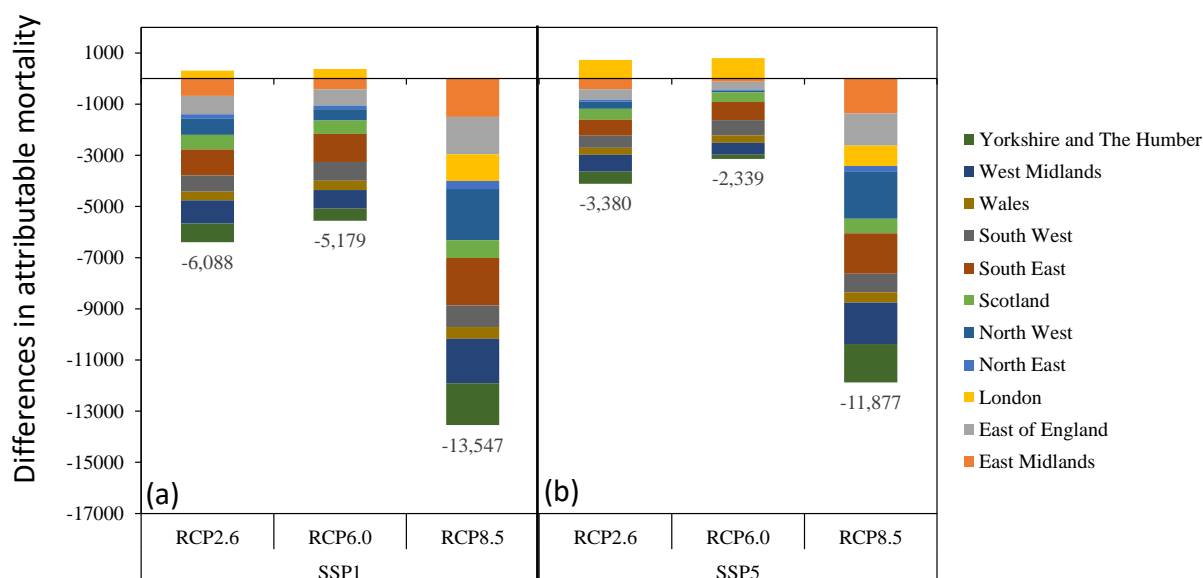 Differences in attributable mortality
1000
-1000
-3000
-5000
-7000
-9000
-11000
-13000
-15000
-17000
-6,088
-5,179
-13,547
-3,380
-2,339
-11,877
(a)
(b)
RCP2.6
RCP6.0
RCP8.5
RCP2.6
RCP6.0
RCP8.5
SSP1
SSP5
Yorkshire and The Humber
West Midlands
Wales
South West
South East
Scotland
North West
North East
London
East of England
East Midlands